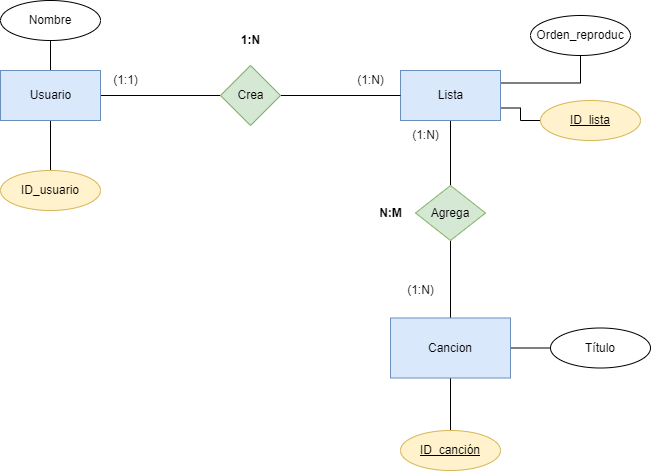 Nombre
Orden_reproduc
1:N
(1:1)
(1:N)
Usuario
Crea
Lista
ID_lista
(1:N)
ID_usuario
N:M
Agrega
(1:N)
Cancion
Título
ID_canción